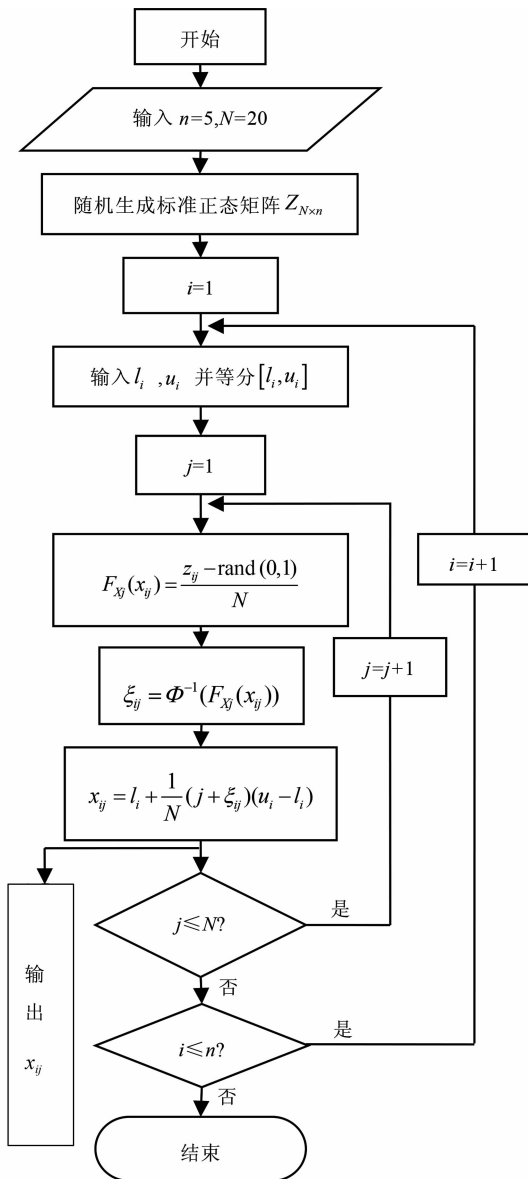 开始
输入 n=5,N=20
随机生成标准正态矩阵 Z_{N×n}
i=1
输入 l_i ,u_i 并等分[l_i,u_i]
j=1
F_{Xj}(x_{ij})=\frac{z_{ij}-rand(0,1)}{N}
i=i+1
j=j+1
ξ_{ij}=Φ^{-1}(F_{Xj}(x_{ij}))
x_{ij}=l_i+\frac{1}{N}(j+ξ_{ij})(u_i-l_i)
j≤N?
是
否
输
出
x_{ij}
i≤n?
是
否
结束